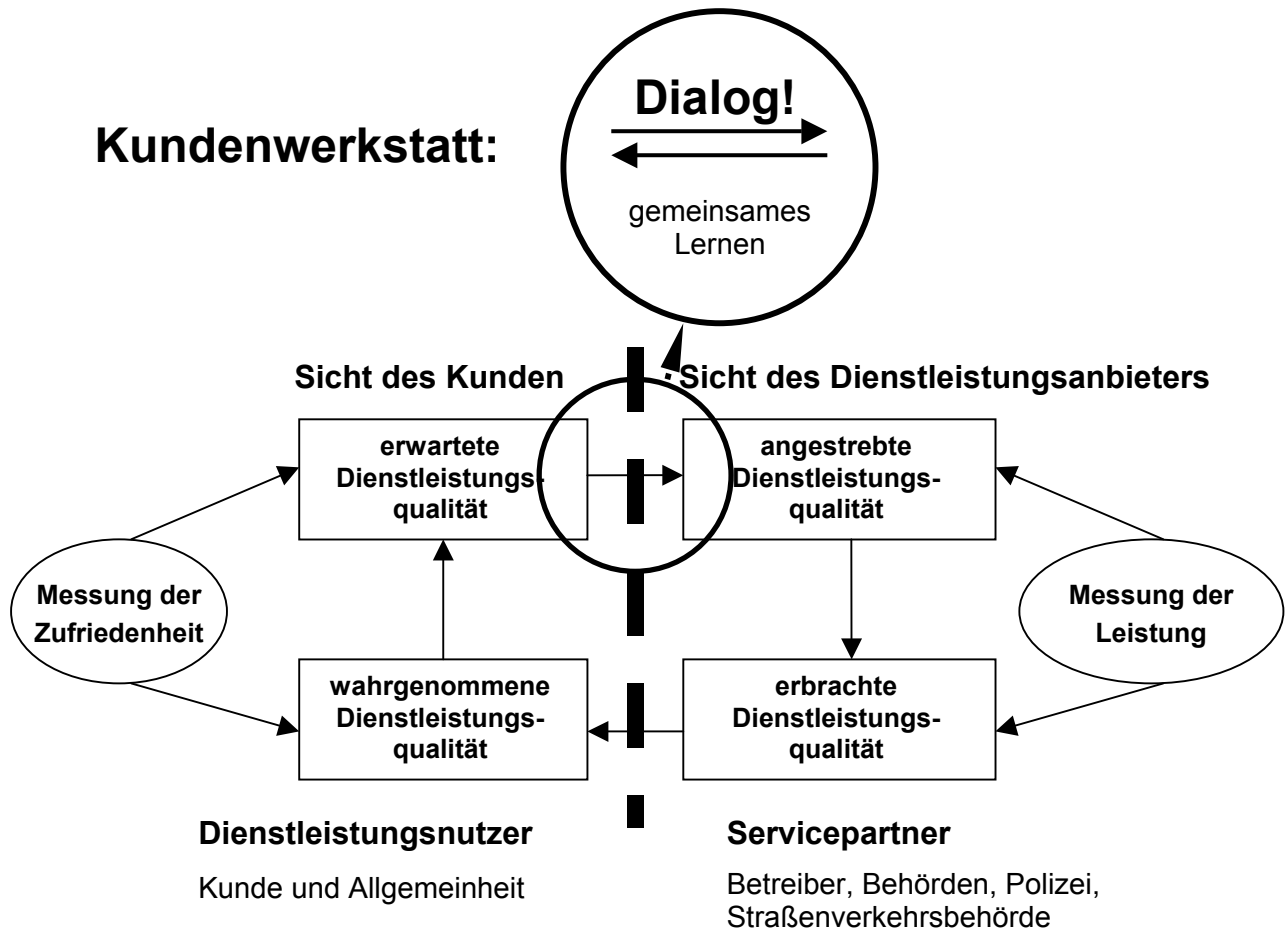 Kundenwerkstatt:
Dialog!
gemeinsames
Lernen
Sicht des Kunden
Sicht des Dienstleistungsanbieters
erwartete
Dienstleistungs-
qualität
angestrebte
Dienstleistungs-
qualität
Messung der
Zufriedenheit
Messung der
Leistung
wahrgenommene
Dienstleistungs-
qualität
erbrachte
Dienstleistungs-
qualität
Dienstleistungsnutzer
Kunde und Allgemeinheit
Servicepartner
Betreiber, Behörden, Polizei,
Straßenverkehrsbehörde